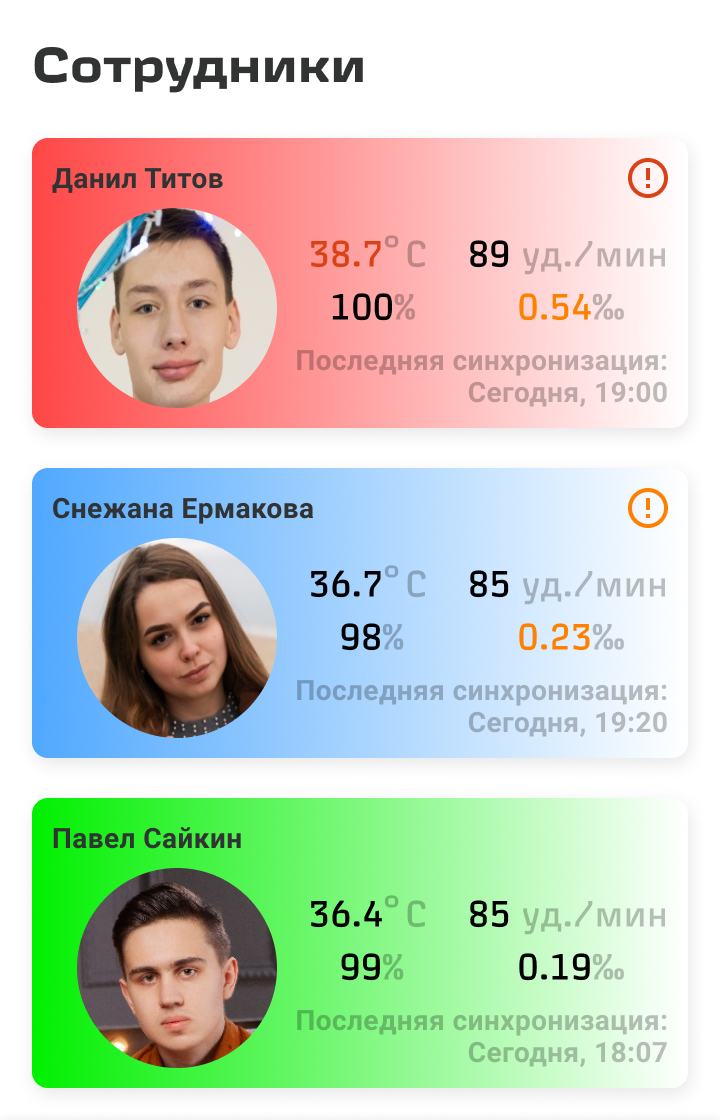 Сотрудники
Данил Титов
38.7° C 89 уд./мин
100% 0.54‰
Последняя синхронизация:
Сегодня, 19:00
Снежана Ермакова
36.7° C 85 уд./мин
98% 0.23‰
Последняя синхронизация:
Сегодня, 19:20
Павел Сайкин
36.4° C 85 уд./мин
99% 0.19‰
Последняя синхронизация:
Сегодня, 18:07